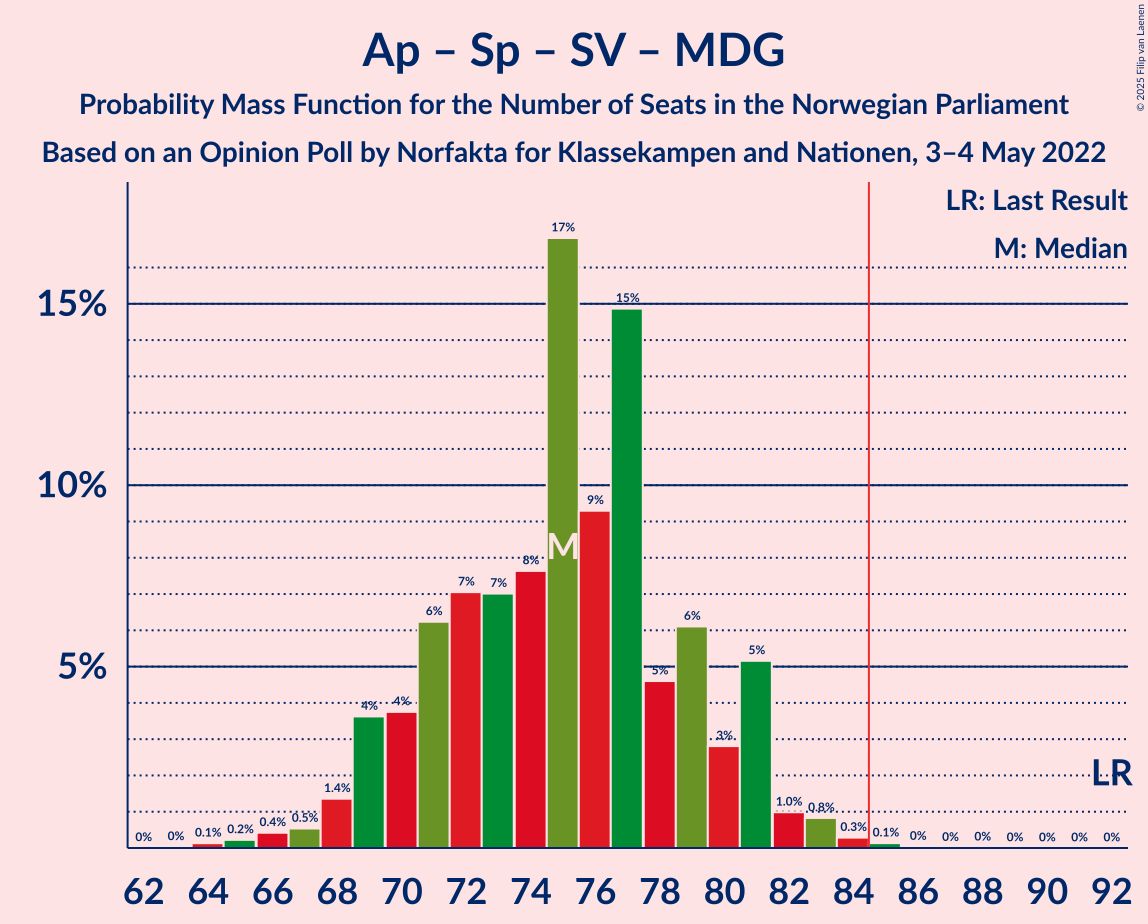 Ap – Sp – SV – MDG
Probability Mass Function for the Number of Seats in the Norwegian Parliament
Based on an Opinion Poll by Norfakta for Klassekampen and Nationen, 3–4 May 2022
© 2025 Filip van Laenen
LR: Last Result
M: Median
15%
10%
5%
0% 0% 0.1% 0.2% 0.4% 0.5% 1.4% 4% 4% 6% 7% 7% 8% 17% 9% 15% 5% 6% 3% 5% 1.0% 0.8% 0.3% 0.1% 0% 0% 0% 0% 0% 0% 0%
M
LR
62 64 66 68 70 72 74 76 78 80 82 84 86 88 90 92